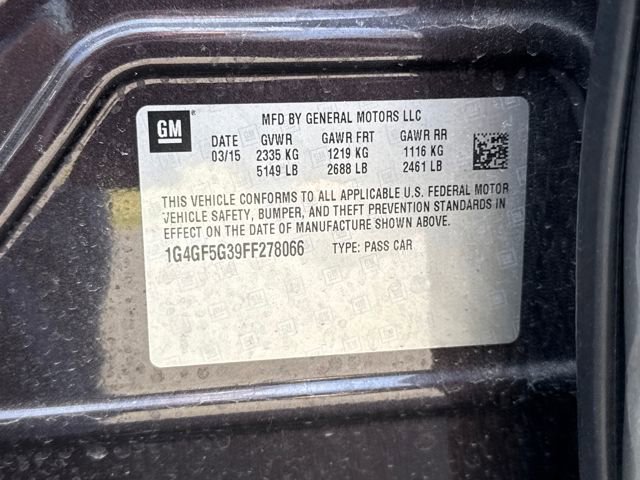 GM
MFD BY GENERAL MOTORS LLC
DATE GVWR GAWR FRT GAWR RR
03/15 2335 KG 1219 KG 1116 KG
5149 LB 2688 LB 2461 LB
THIS VEHICLE CONFORMS TO ALL APPLICABLE U.S. FEDERAL MOTOR
VEHICLE SAFETY, BUMPER, AND THEFT PREVENTION STANDARDS IN
EFFECT ON THE DATE OF MANUFACTURE SHOWN ABOVE.
1G4GF5G39FF278066 TYPE: PASS CAR